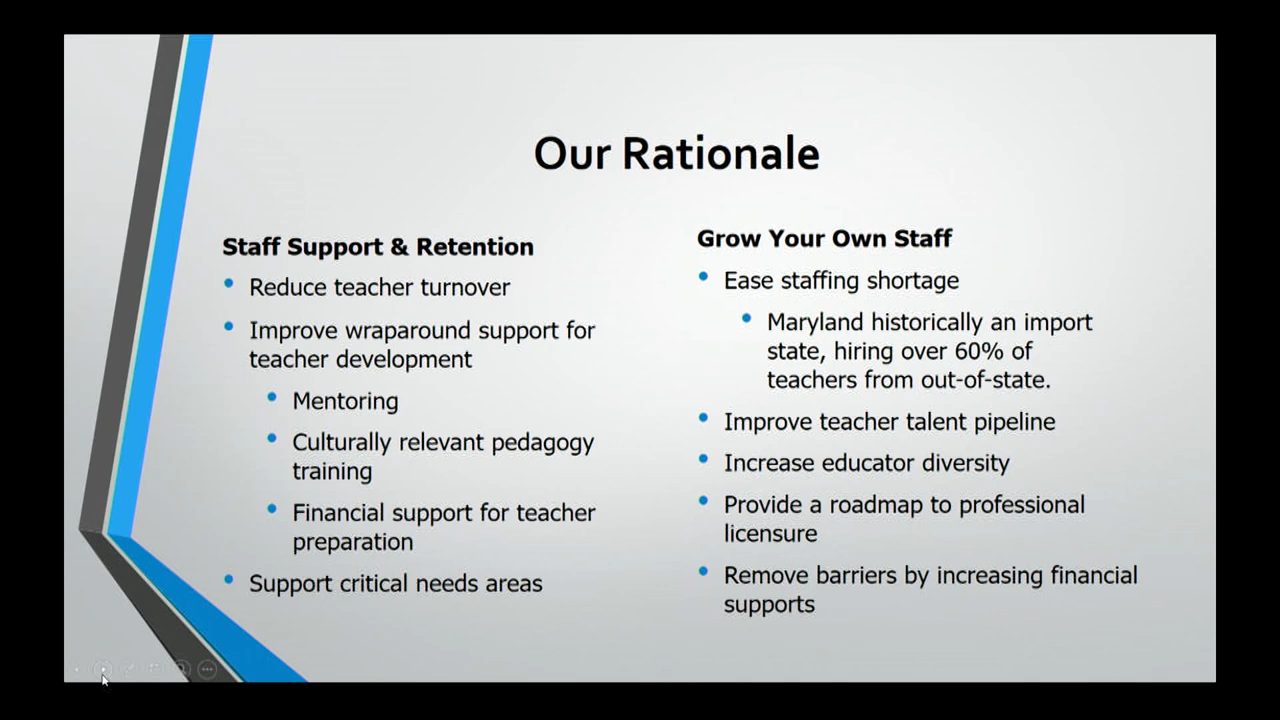 Our Rationale
Staff Support & Retention
Reduce teacher turnover
Improve wraparound support for
teacher development
Mentoring
Culturally relevant pedagogy
training
Financial support for teacher
preparation
Support critical needs areas
Grow Your Own Staff
Ease staffing shortage
Maryland historically an import
state, hiring over 60% of
teachers from out-of-state.
Improve teacher talent pipeline
Increase educator diversity
Provide a roadmap to professional
licensure
Remove barriers by increasing financial
supports